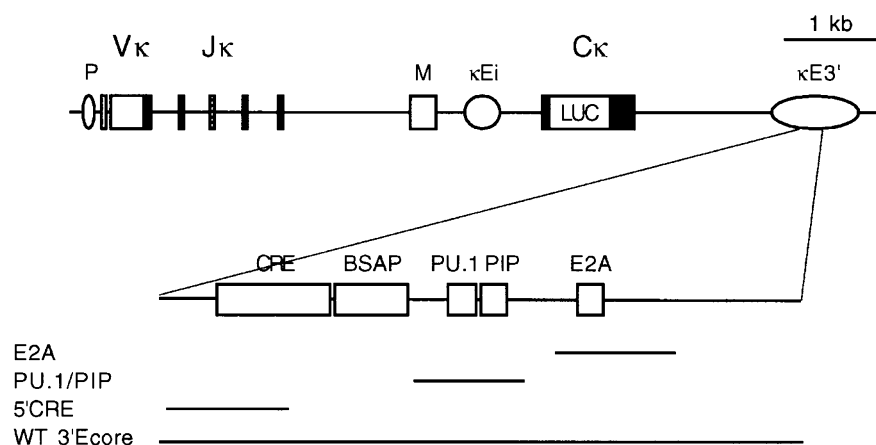 1 kb
Vκ Jκ Cκ
P M κEi κE3'
LUC
CRE BSAP PU.1 PIP E2A
E2A
PU.1/PIP
5'CRE
WT 3'Ecore